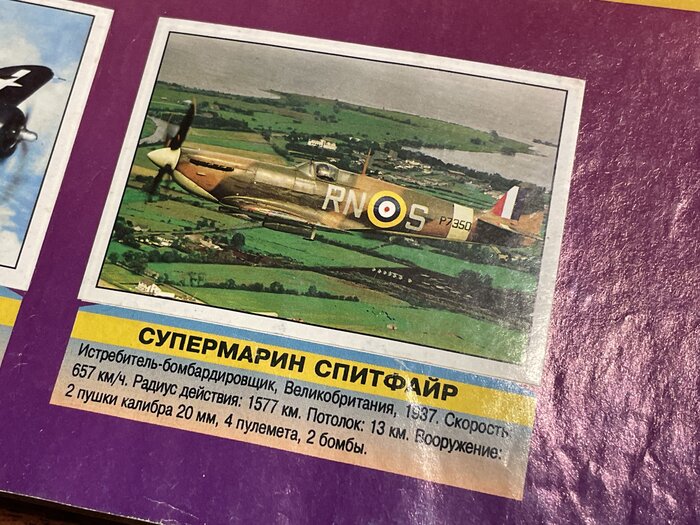 RN S P7350
СУПЕРМАРИН СПИТФАЙР
Истребитель-бомбардировщик, Великобритания, 1937. Скорость
657 км/ч. Радиус действия: 1577 км. Потолок: 13 км. Вооружение:
2 пушки калибра 20 мм, 4 пулемета, 2 бомбы.